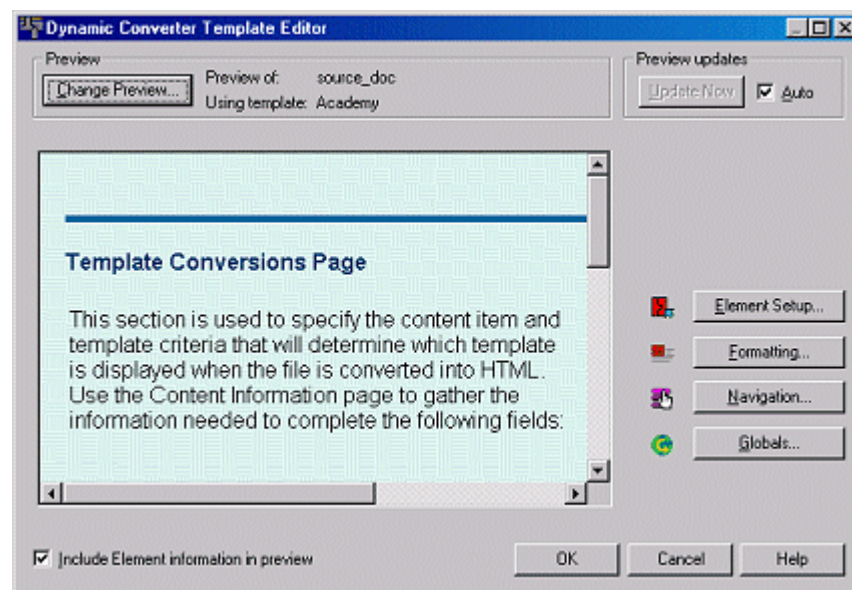 Dynamic Converter Template Editor
Preview
Change Preview...
Preview of: source_doc
Using template: Academy
Preview updates
Update Now
Auto
Template Conversions Page
This section is used to specify the content item and
template criteria that will determine which template
is displayed when the file is converted into HTML.
Use the Content Information page to gather the
information needed to complete the following fields:
Element Setup...
Formatting...
Navigation...
Globals...
Include Element information in preview
OK
Cancel
Help